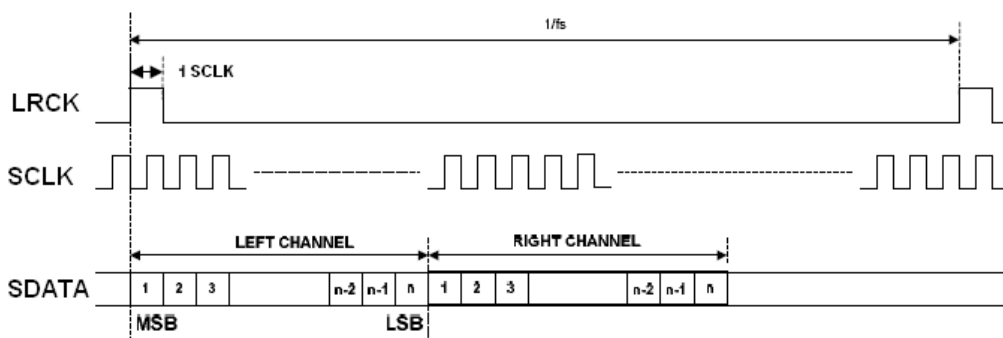 1/fs
1 SCLK
LRCK
SCLK
LEFT CHANNEL
RIGHT CHANNEL
SDATA
1 2 3 n-2 n-1 n 1 2 3 n-2 n-1 n
MSB
LSB